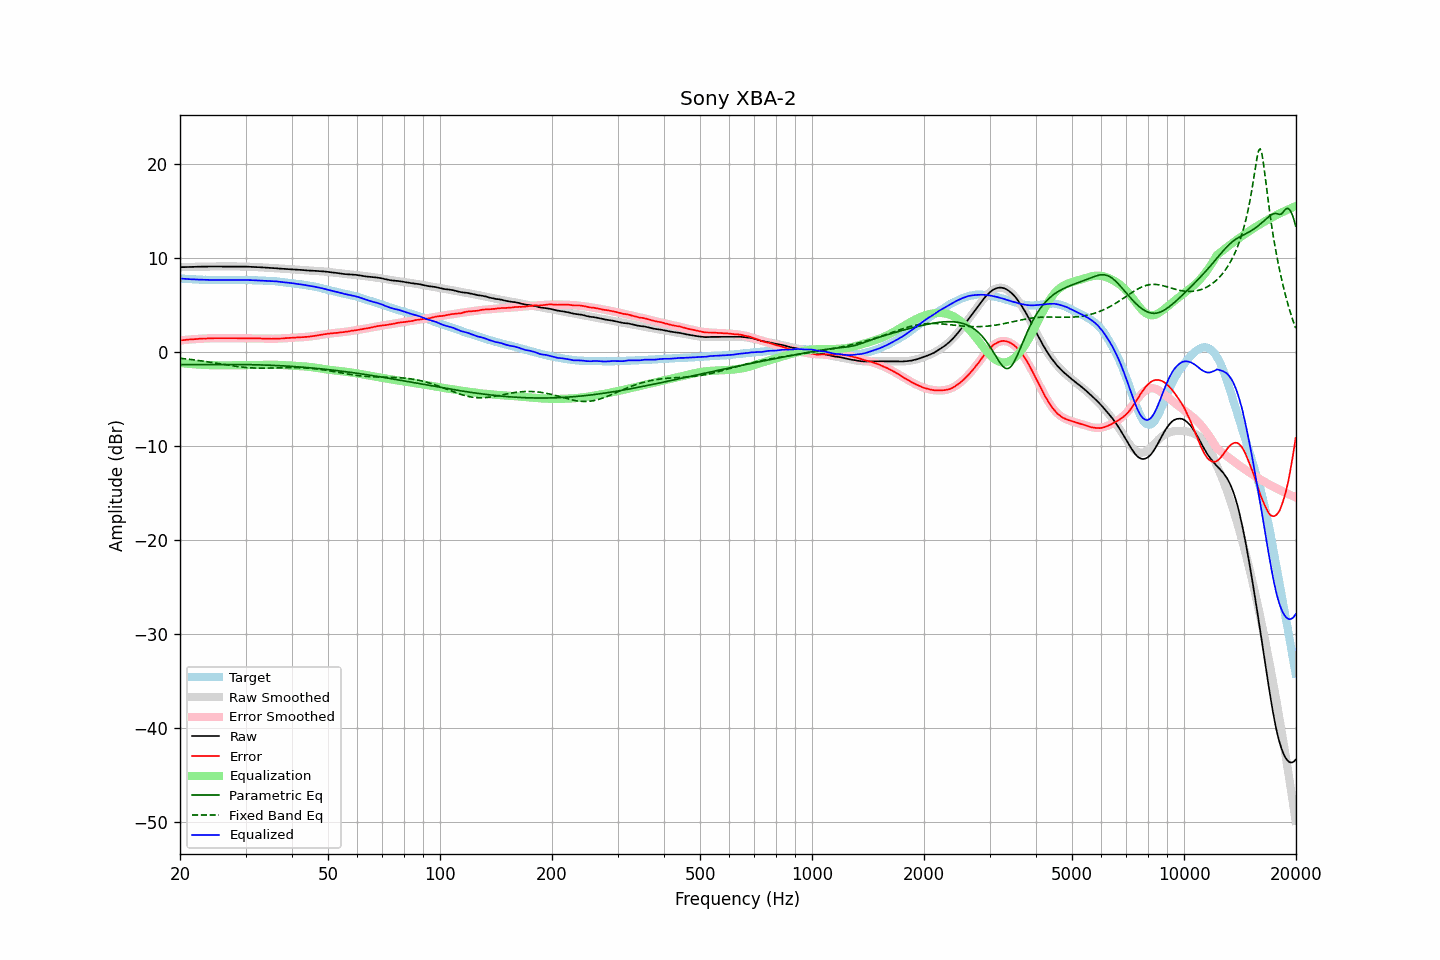 Sony XBA-2
Amplitude (dBr)
20
10
0
−10
−20
−30
−40
−50
Target
Raw Smoothed
Error Smoothed
Raw
Error
Equalization
Parametric Eq
Fixed Band Eq
Equalized
20 50 100 200 500 1000 2000 5000 10000 20000
Frequency (Hz)